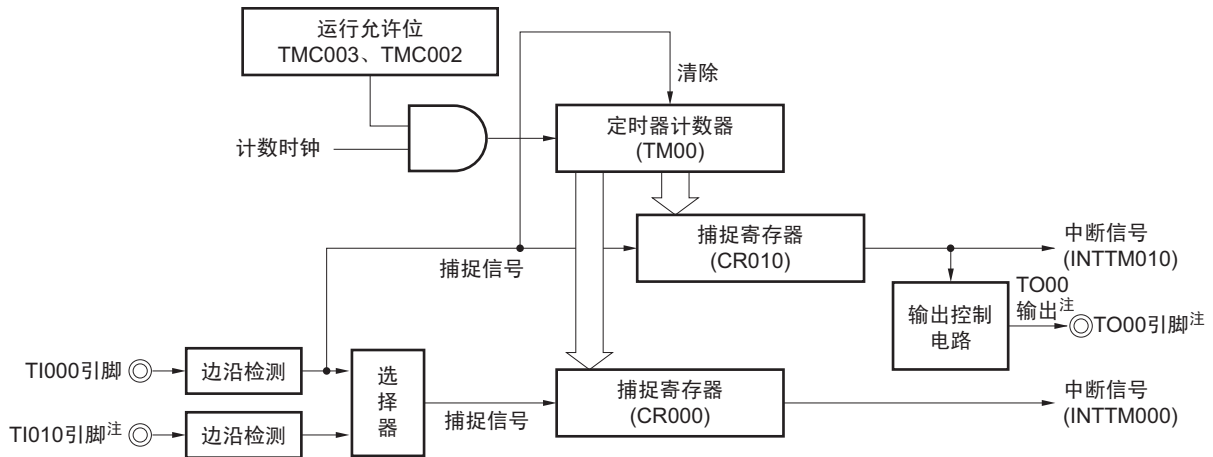 运行允许位
TMC003、TMC002
清除
计数时钟
定时器计数器
(TM00)
捕捉信号
捕捉寄存器
(CR010)
中断信号
(INTTM010)
TO00
输出注
输出控制
电路
TO00引脚注
TI000引脚
边沿检测
选
择
器
捕捉信号
捕捉寄存器
(CR000)
中断信号
(INTTM000)
TI010引脚注
边沿检测